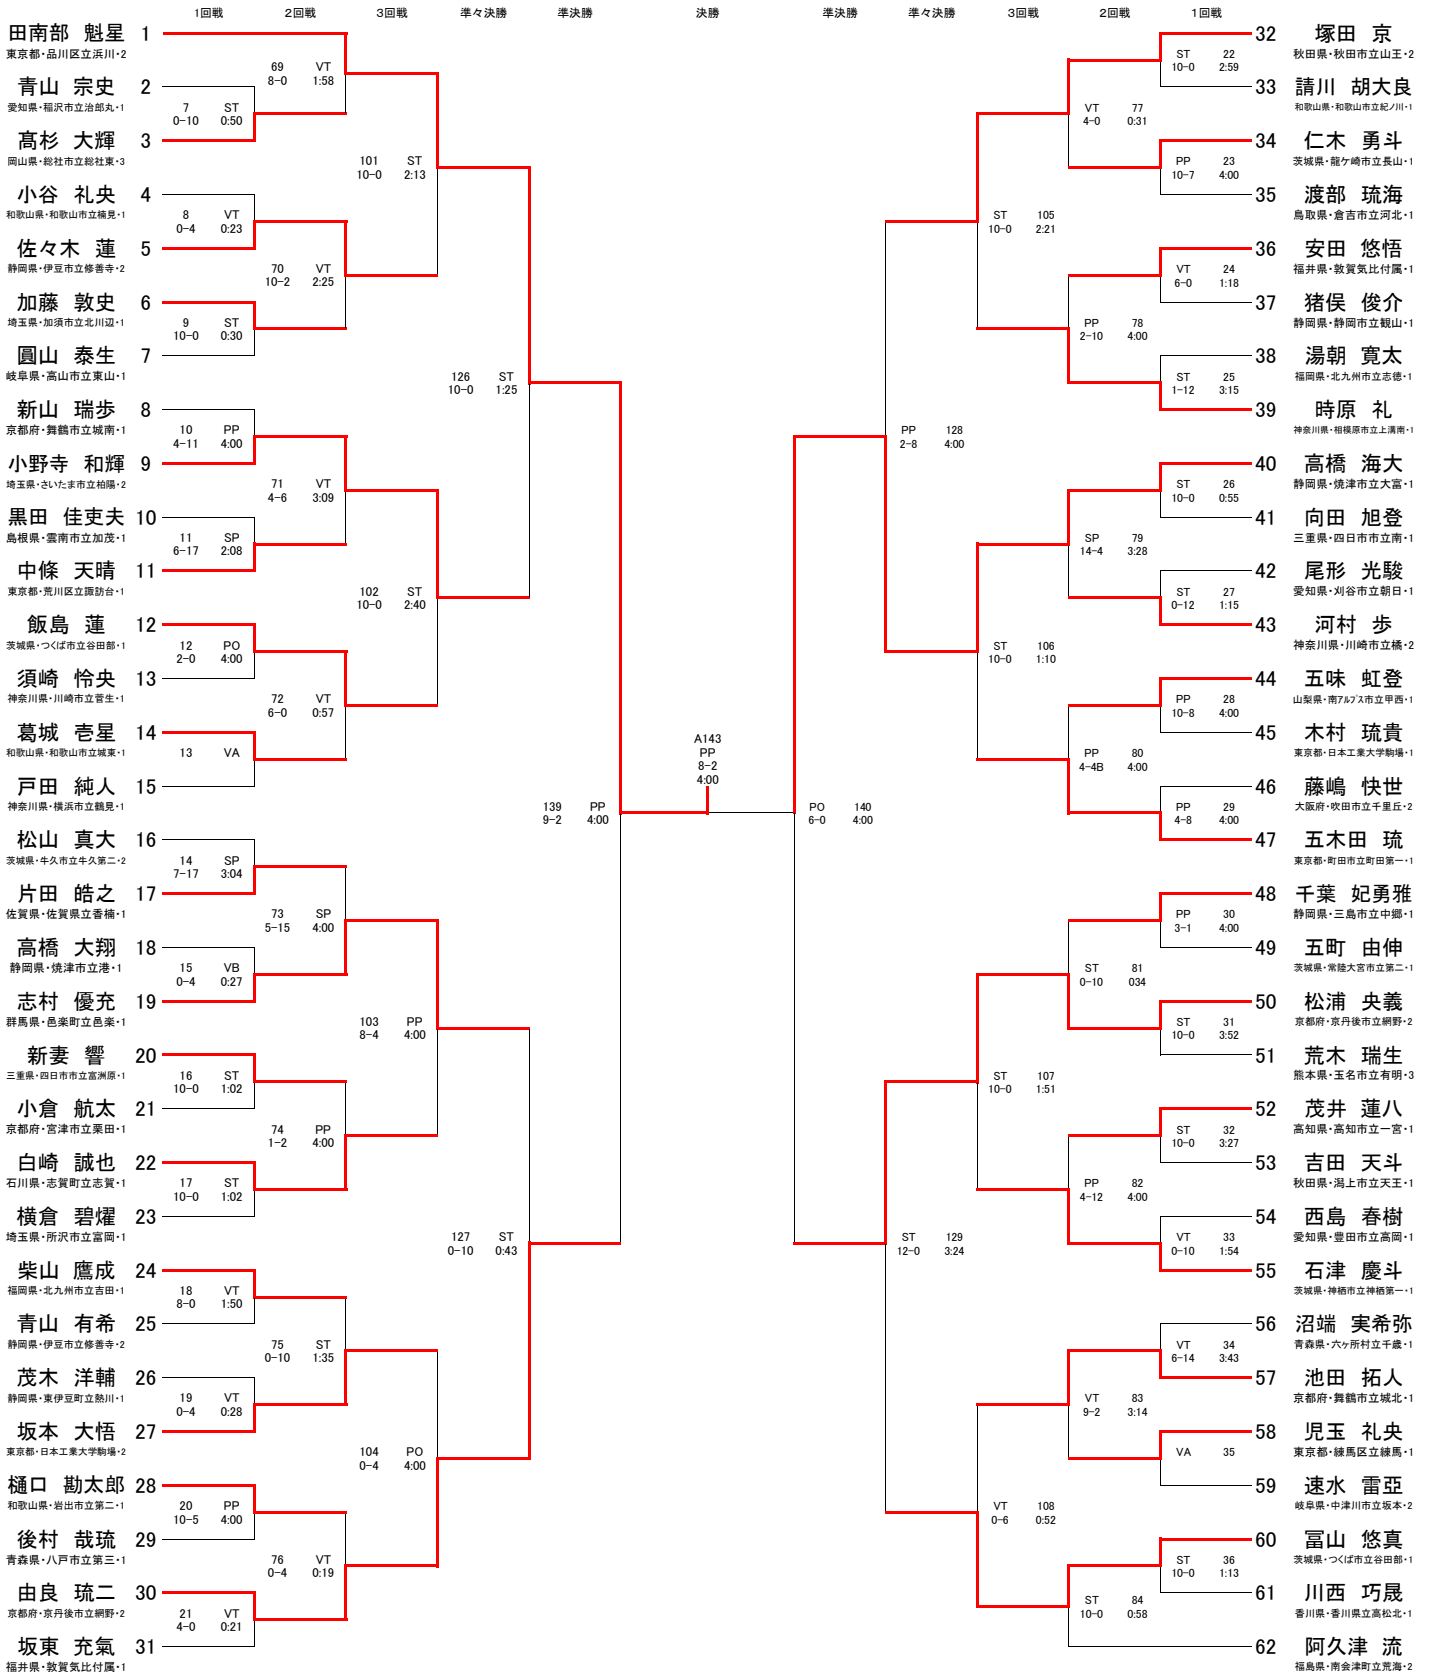 1回戦 2回戦 3回戦 準々決勝 準決勝 決勝 準決勝 準々決勝 3回戦 2回戦 1回戦
田南部 魁星 1
東京都・品川区立浜川・2
69 VT
8-0 1:58
青山 宗史 2
愛知県・稲沢市立治郎丸・1
7 ST
0-10 0:50
髙杉 大輝 3
岡山県・総社市立総社東・3
101 ST
10-0 2:13
小谷 礼央 4
和歌山県・和歌山市立楠見・1
8 VT
0-4 0:23
佐々木 蓮 5
静岡県・伊豆市立修善寺・2
70 VT
10-2 2:25
加藤 敦史 6
埼玉県・加須市立北川辺・1
9 ST
10-0 0:30
圓山 泰生 7
岐阜県・高山市立東山・1
126 ST
10-0 1:25
新山 瑞歩 8
京都府・舞鶴市立城南・1
10 PP
4-11 4:00
小野寺 和輝 9
埼玉県・さいたま市立柏陽・2
71 VT
4-6 3:09
黒田 佳吏夫 10
島根県・雲南市立加茂・1
11 SP
6-17 2:08
中條 天晴 11
東京都・荒川区立諏訪台・1
102 ST
10-0 2:40
飯島 蓮 12
茨城県・つくば市立谷田部・1
12 PO
2-0 4:00
須崎 怜央 13
神奈川県・川崎市立菅生・1
72 VT
6-0 0:57
葛城 壱星 14
和歌山県・和歌山市立城東・1
13 VA
戸田 純人 15
神奈川県・横浜市立鶴見・1
139 PP
9-2 4:00
松山 真大 16
茨城県・牛久市立牛久第二・2
14 SP
7-17 3:04
片田 皓之 17
佐賀県・佐賀県立香楠・1
73 SP
5-15 4:00
高橋 大翔 18
静岡県・焼津市立港・1
15 VB
0-4 0:27
志村 優充 19
群馬県・邑楽町立邑楽・1
103 PP
8-4 4:00
新妻 響 20
三重県・四日市市立富洲原・1
16 ST
10-0 1:02
小倉 航太 21
京都府・宮津市立栗田・1
74 PP
1-2 4:00
白崎 誠也 22
石川県・志賀町立志賀・1
17 ST
10-0 1:02
横倉 碧燿 23
埼玉県・所沢市立富岡・1
127 ST
0-10 0:43
柴山 鷹成 24
福岡県・北九州市立吉田・1
18 VT
8-0 1:50
青山 有希 25
静岡県・伊豆市立修善寺・2
75 ST
0-10 1:35
茂木 洋輔 26
静岡県・東伊豆町立熱川・1
19 VT
0-4 0:28
坂本 大悟 27
東京都・日本工業大学駒場・2
104 PO
0-4 4:00
樋口 勘太郎 28
和歌山県・岩出市立第二・1
20 PP
10-5 4:00
後村 哉琉 29
青森県・八戸市立第三・1
76 VT
0-4 0:19
由良 琉二 30
京都府・京丹後市立網野・2
21 VT
4-0 0:21
坂東 充氣 31
福井県・敦賀気比付属・1
A143
PP
8-2
4:00
32 塚田 京
秋田県・秋田市立山王・2
ST 22
10-0 2:59
33 請川 胡大良
和歌山県・和歌山市立紀ノ川・1
VT 77
4-0 0:31
34 仁木 勇斗
茨城県・龍ケ崎市立長山・1
PP 23
10-7 4:00
35 渡部 琉海
鳥取県・倉吉市立河北・1
ST 105
10-0 2:21
36 安田 悠悟
福井県・敦賀気比付属・1
VT 24
6-0 1:18
37 猪俣 俊介
静岡県・静岡市立観山・1
PP 78
2-10 4:00
38 湯朝 寛太
福岡県・北九州市立志徳・1
ST 25
1-12 3:15
39 時原 礼
神奈川県・相模原市立上溝南・1
PP 128
2-8 4:00
40 高橋 海大
静岡県・焼津市立大富・1
ST 26
10-0 0:55
41 向田 旭登
三重県・四日市市立南・1
SP 79
14-4 3:28
42 尾形 光駿
愛知県・刈谷市立朝日・1
ST 27
0-12 1:15
43 河村 歩
神奈川県・川崎市立橘・2
ST 106
10-0 1:10
44 五味 虹登
山梨県・南アルプス市立甲西・1
PP 28
10-8 4:00
45 木村 琉貴
東京都・日本工業大学駒場・1
PP 80
4-4B 4:00
46 藤嶋 快世
大阪府・吹田市立千里丘・2
PP 29
4-8 4:00
47 五木田 琉
東京都・町田市立町田第一・1
PO 140
6-0 4:00
48 千葉 妃勇雅
静岡県・三島市立中郷・1
PP 30
3-1 4:00
49 五町 由伸
茨城県・常陸大宮市立第二・1
ST 81
0-10 034
50 松浦 央義
京都府・京丹後市立網野・2
ST 31
10-0 3:52
51 荒木 瑞生
熊本県・玉名市立有明・3
ST 107
10-0 1:51
52 茂井 蓮八
高知県・高知市立一宮・1
ST 32
10-0 3:27
53 吉田 天斗
秋田県・潟上市立天王・1
PP 82
4-12 4:00
54 西島 春樹
愛知県・豊田市立高岡・1
VT 33
0-10 1:54
55 石津 慶斗
茨城県・神栖市立神栖第一・1
ST 129
12-0 3:24
56 沼端 実希弥
青森県・六ヶ所村立千歳・1
VT 34
6-14 3:43
57 池田 拓人
京都府・舞鶴市立城北・1
VT 83
9-2 3:14
58 児玉 礼央
東京都・練馬区立練馬・1
VA 35
59 速水 雷亞
岐阜県・中津川市立坂本・2
VT 108
0-6 0:52
60 冨山 悠真
茨城県・つくば市立谷田部・1
ST 36
10-0 1:13
61 川西 巧晟
香川県・香川県立高松北・1
ST 84
10-0 0:58
62 阿久津 流
福島県・南会津町立荒海・2